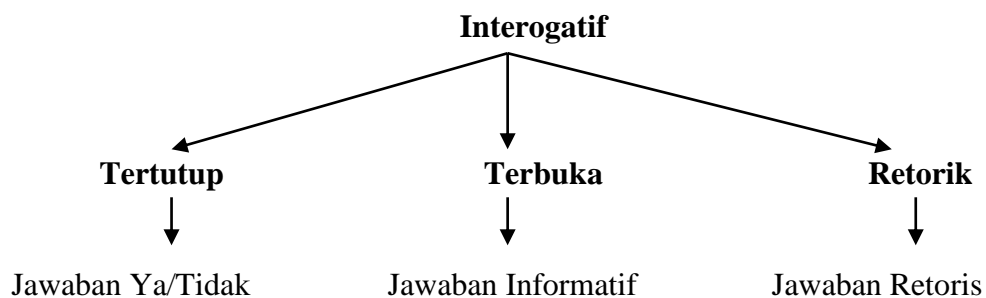 Interogatif
Tertutup Terbuka Retorik
Jawaban Ya/Tidak Jawaban Informatif Jawaban Retoris